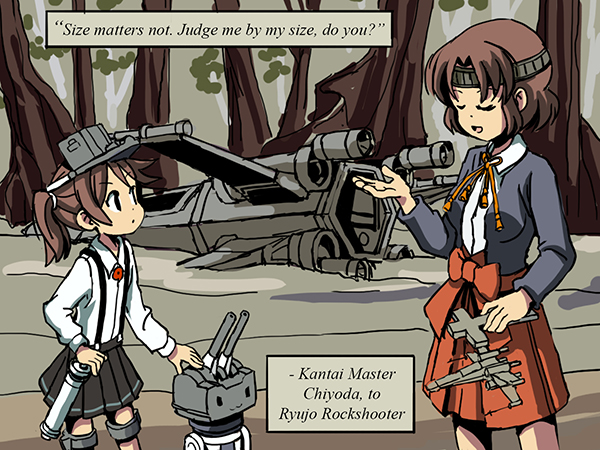 “Size matters not. Judge me by my size, do you?”
- Kantai Master
Chiyoda, to
Ryujo Rockshooter